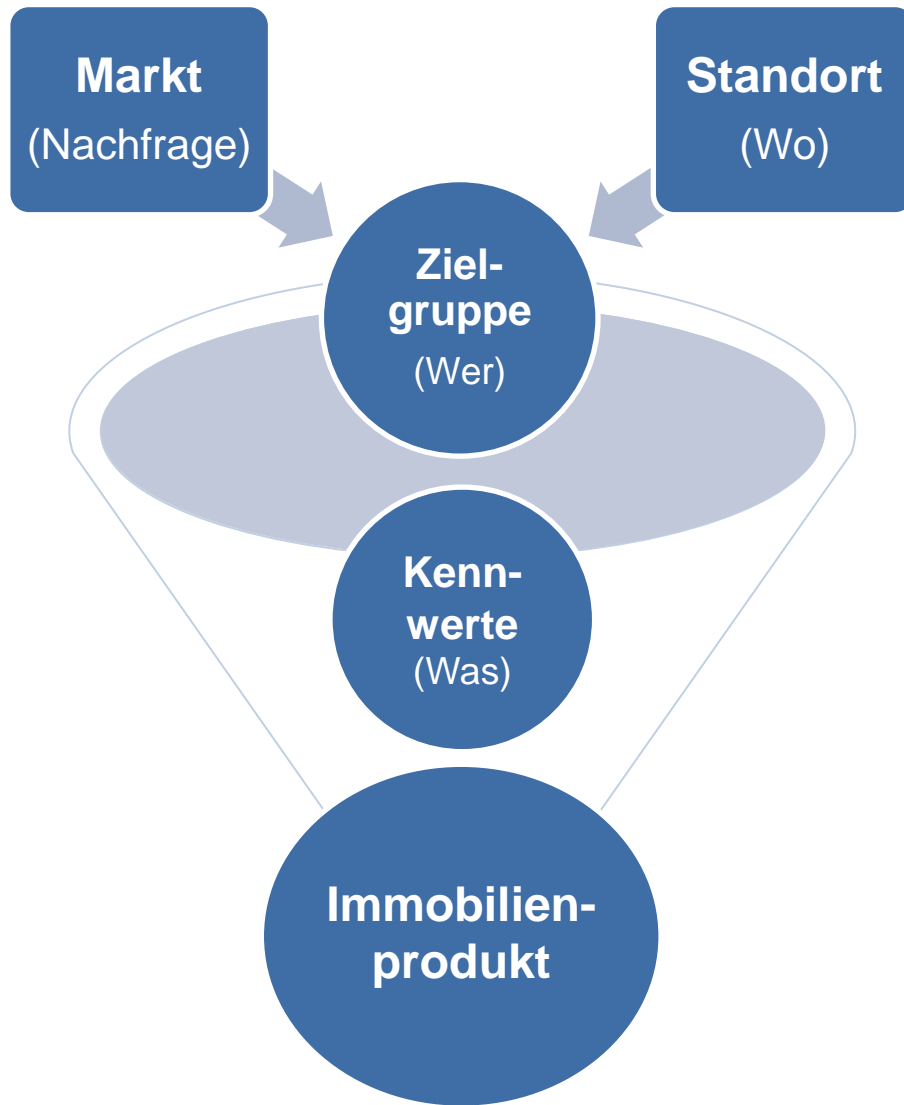 Markt
(Nachfrage)
Standort
(Wo)
Ziel-
gruppe
(Wer)
Kenn-
werte
(Was)
Immobilien-
produkt